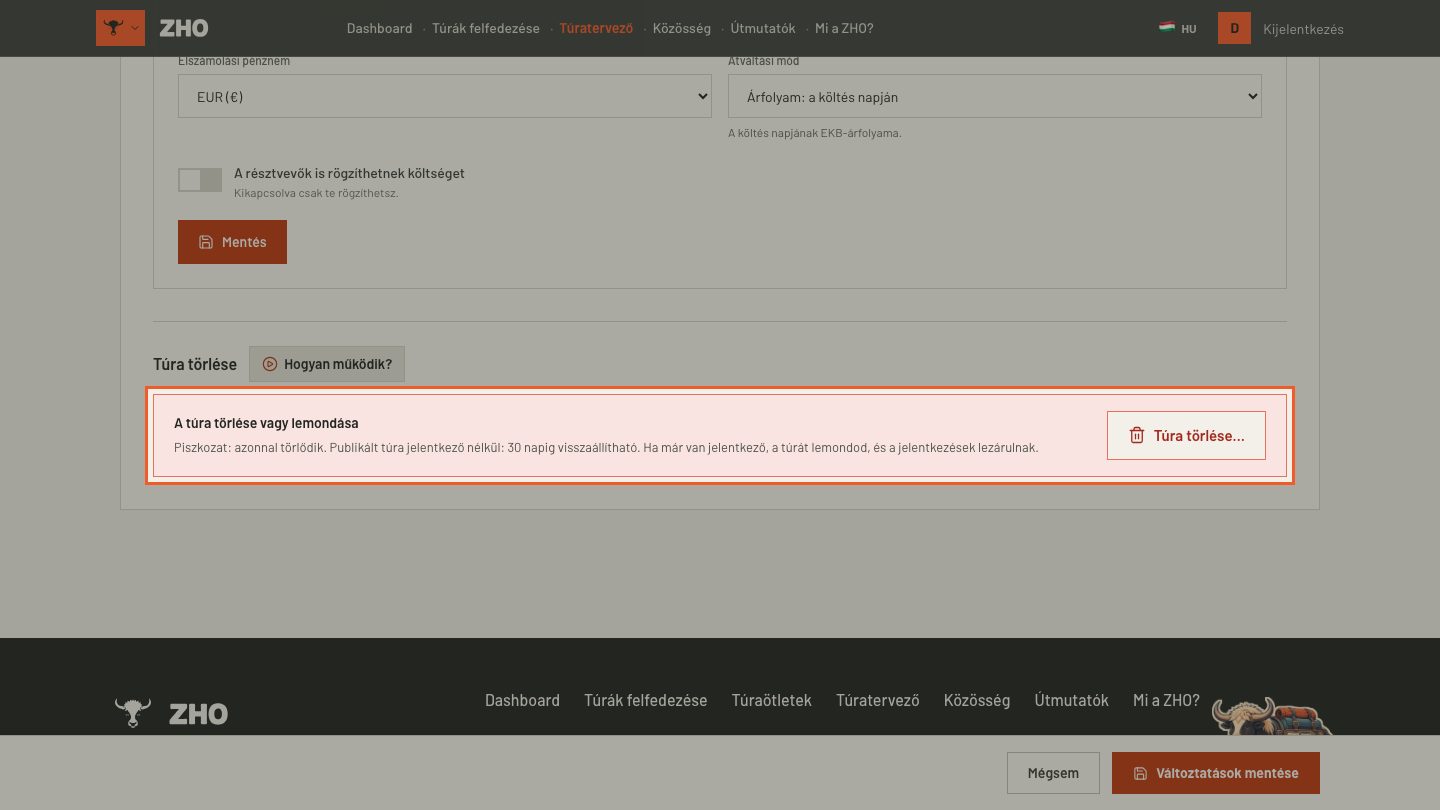 ZHO
Dashboard · Túrák felfedezése · Túratervező · Közösség · Útmutatók · Mi a ZHO?
HU
D
Kijelentkezés
Elszámolási pénznem
Átváltási mód
EUR (€)
Árfolyam: a költés napján
A költés napjának EKB-árfolyama.
A résztvevők is rögzíthetnek költséget
Kikapcsolva csak te rögzíthetsz.
Mentés
Túra törlése
Hogyan működik?
A túra törlése vagy lemondása
Piszkozat: azonnal törlődik. Publikált túra jelentkező nélkül: 30 napig visszaállítható. Ha már van jelentkező, a túrát lemondod, és a jelentkezések lezárulnak.
Túra törlése...
ZHO
Dashboard Túrák felfedezése Túraötletek Túratervező Közösség Útmutatók Mi a ZHO?
Mégsem
Változtatások mentése